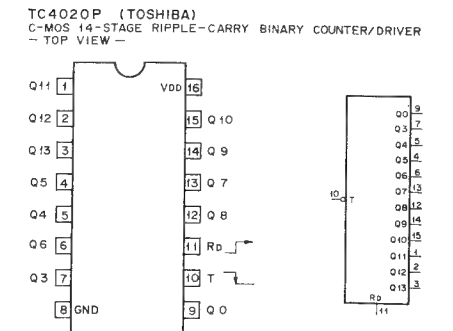 TC4020P (TOSHIBA)
C-MOS 14-STAGE RIPPLE-CARRY BINARY COUNTER/DRIVER
- TOP VIEW -
Q11 1 VDD 16
Q12 2 15 Q10
Q13 3 14 Q9
Q5 4 13 Q7
Q4 5 12 Q8
Q6 6 11 RD
Q3 7 10 T
8 GND 9 Q0
Q0 9
Q3 7
Q4 5
Q5 4
Q6 6
10 T Q7 13
Q8 12
Q9 14
Q10 15
Q11 1
Q12 2
Q13 3
RD
11